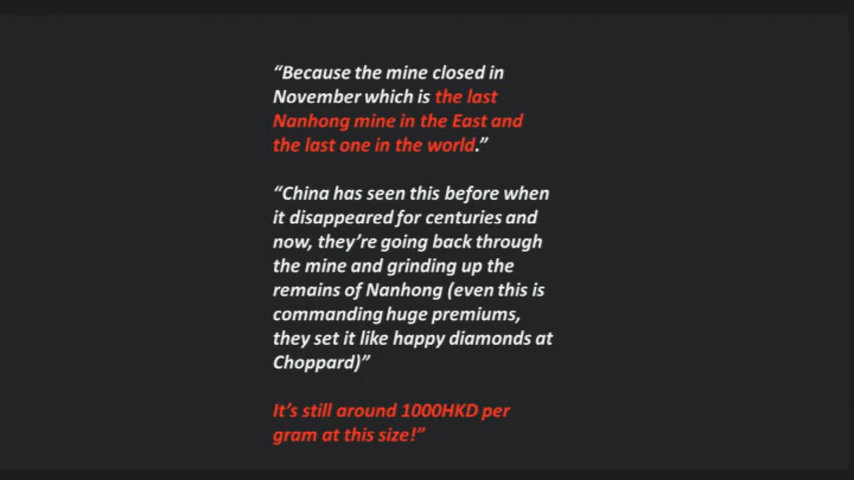 “Because the mine closed in
November which is the last
Nanhong mine in the East and
the last one in the world.”
“China has seen this before when
it disappeared for centuries and
now, they’re going back through
the mine and grinding up the
remains of Nanhong (even this is
commanding huge premiums,
they set it like happy diamonds at
Choppard)”
It’s still around 1000HKD per
gram at this size!”